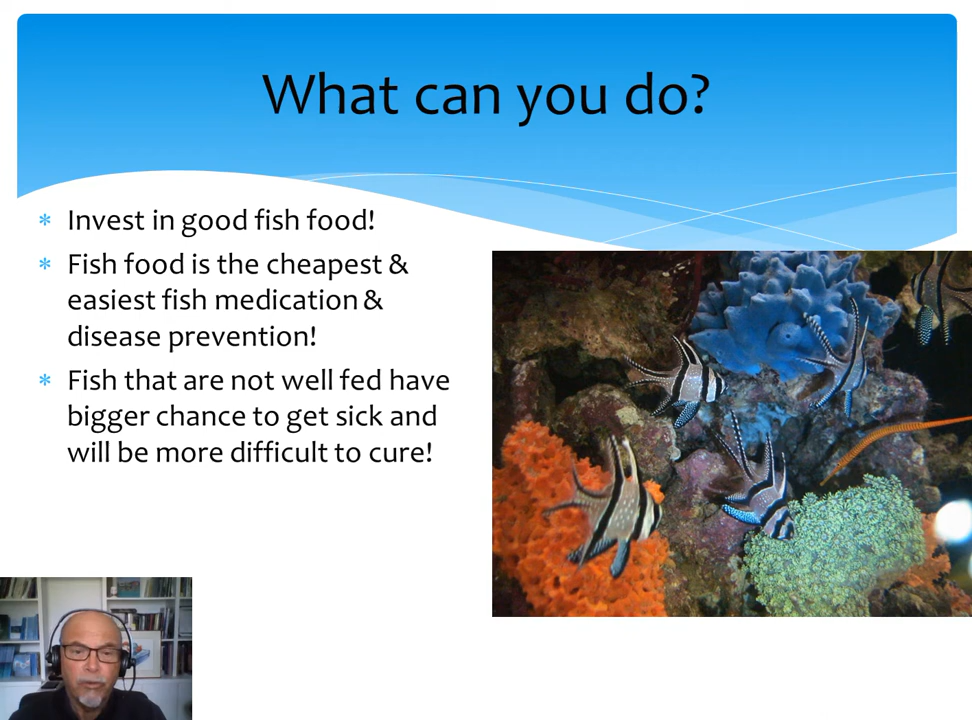 What can you do?
* Invest in good fish food!
* Fish food is the cheapest &
easiest fish medication &
disease prevention!
* Fish that are not well fed have
bigger chance to get sick and
will be more difficult to cure!